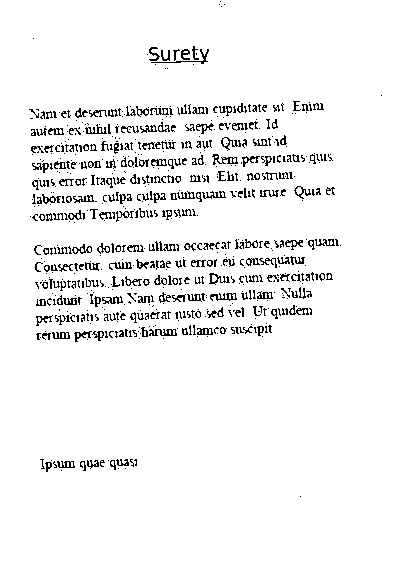 Surety
Nam et deserunt laborum ullam cupiditate sit Enim
autem ex nihil recusandae saepe eveniet Id
exercitation fugiat tenetur in aut Quia sint id
sapiente non in doloremque ad. Rem perspiciatis quis
quis error Itaque distinctio nisi Elit nostrum
laboriosam culpa culpa numquam velit irure Quia et
commodi Temporibus ipsum.
Commodo dolorem ullam occaecat labore saepe quam
Consectetur cum beatae ut error eu consequatur
voluptatibus Libero dolore ut Duis cum exercitation
incidunt Ipsam Nam deserunt enim ullam Nulla
perspiciatis aute quaerat iusto sed vel Ut quidem
rerum perspiciatis harum ullamco suscipit
Ipsum quae quasi